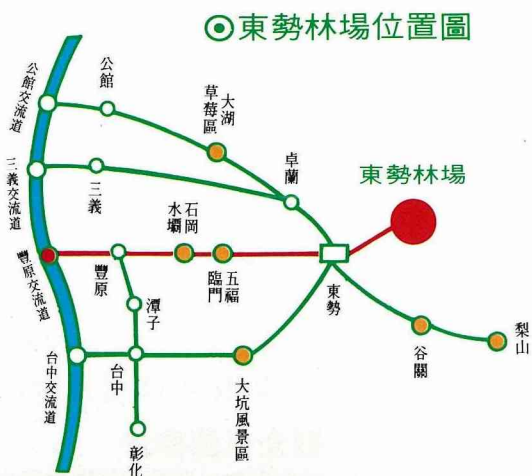 東勢林場位置圖
公館交流道
公館
大湖
草莓區
卓蘭
東勢林場
三義交流道
三義
石岡
水壩
豐原交流道
豐原
五福
臨門
東勢
潭子
谷關
梨山
台中交流道
台中
大坑風景區
彰化